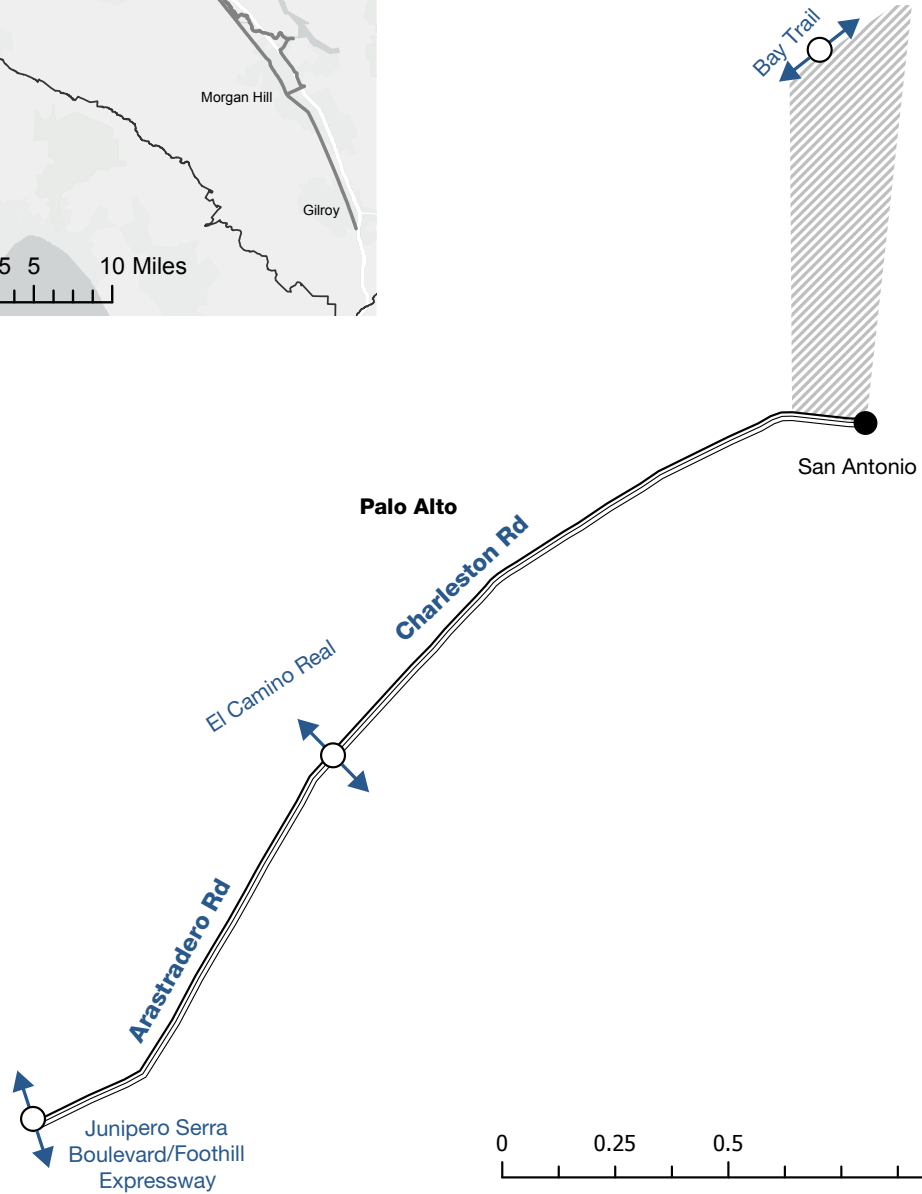 Bay Trail
Morgan Hill
Gilroy
5 5 10 Miles
San Antonio
Palo Alto
Charleston Rd
El Camino Real
Arastradero Rd
Junipero Serra
Boulevard/Foothill
Expressway
0 0.25 0.5